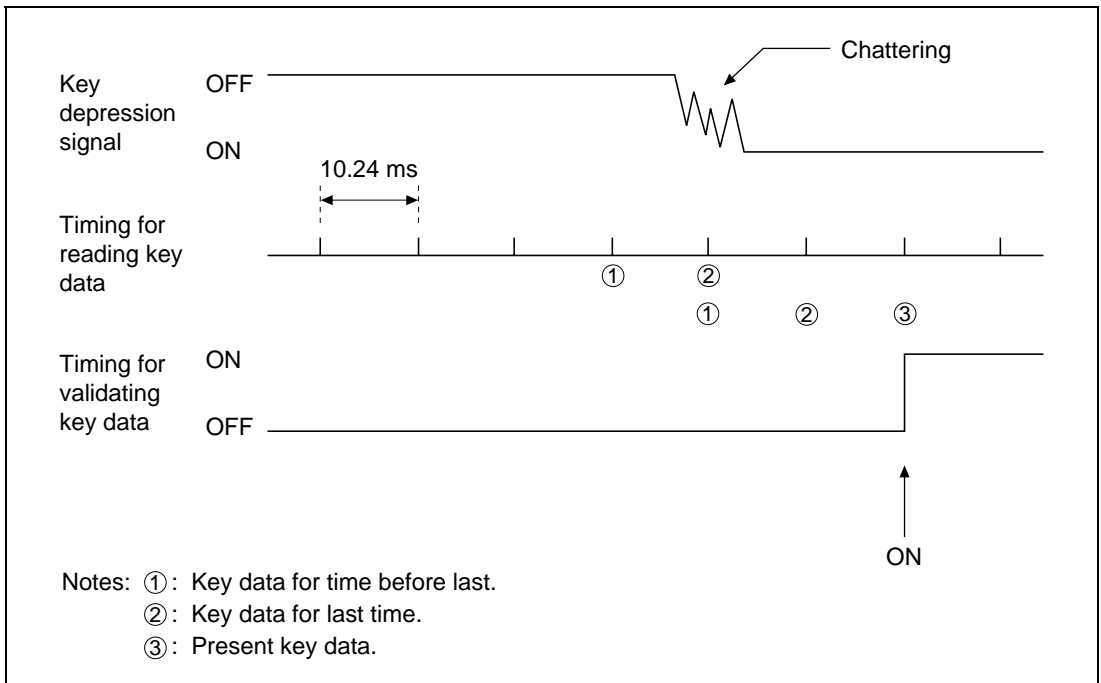 Chattering
Key
depression
signal
OFF
ON
10.24 ms
Timing for
reading key
data
① ②
① ② ③
Timing for
validating
key data
ON
OFF
ON
Notes: ①: Key data for time before last.
②: Key data for last time.
③: Present key data.